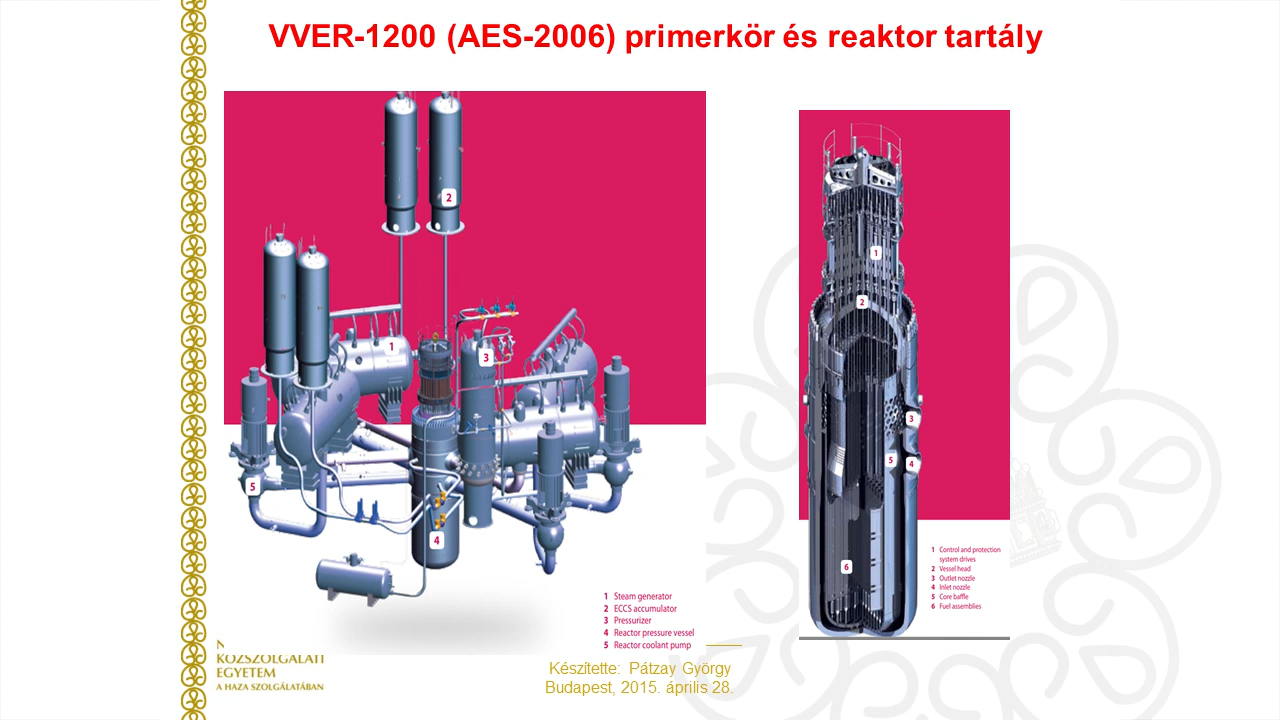 VVER-1200 (AES-2006) primerkör és reaktor tartály
2
1
3
5
4
1 Steam generator
2 ECCS accumulator
3 Pressurizer
4 Reactor pressure vessel
5 Reactor coolant pump
1
2
3
5
4
6
1 Control and protection
system drives
2 Vessel head
3 Outlet nozzle
4 Inlet nozzle
5 Core baffle
6 Fuel assemblies
N
KÖZSZOLGÁLATI
EGYETEM
A HAZA SZOLGÁLATÁBAN
Készítette: Pátzay György
Budapest, 2015. április 28.